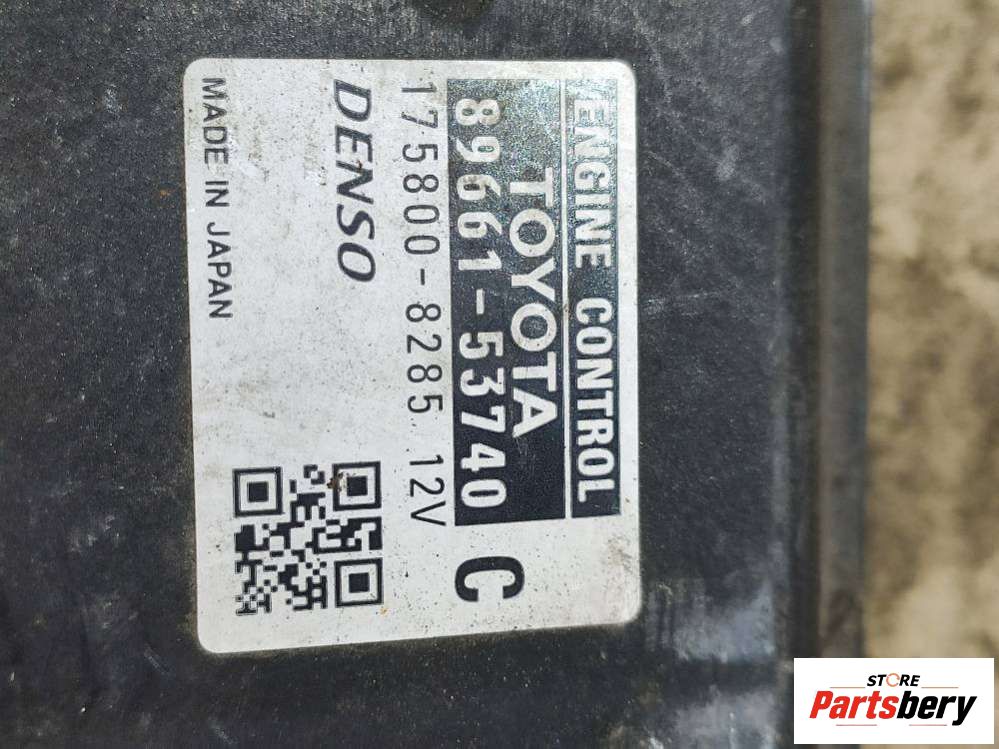 ENGINE CONTROL
TOYOTA
89661-53740 C
175800-8285 12V
DENSO
MADE IN JAPAN
STORE
Partsbery